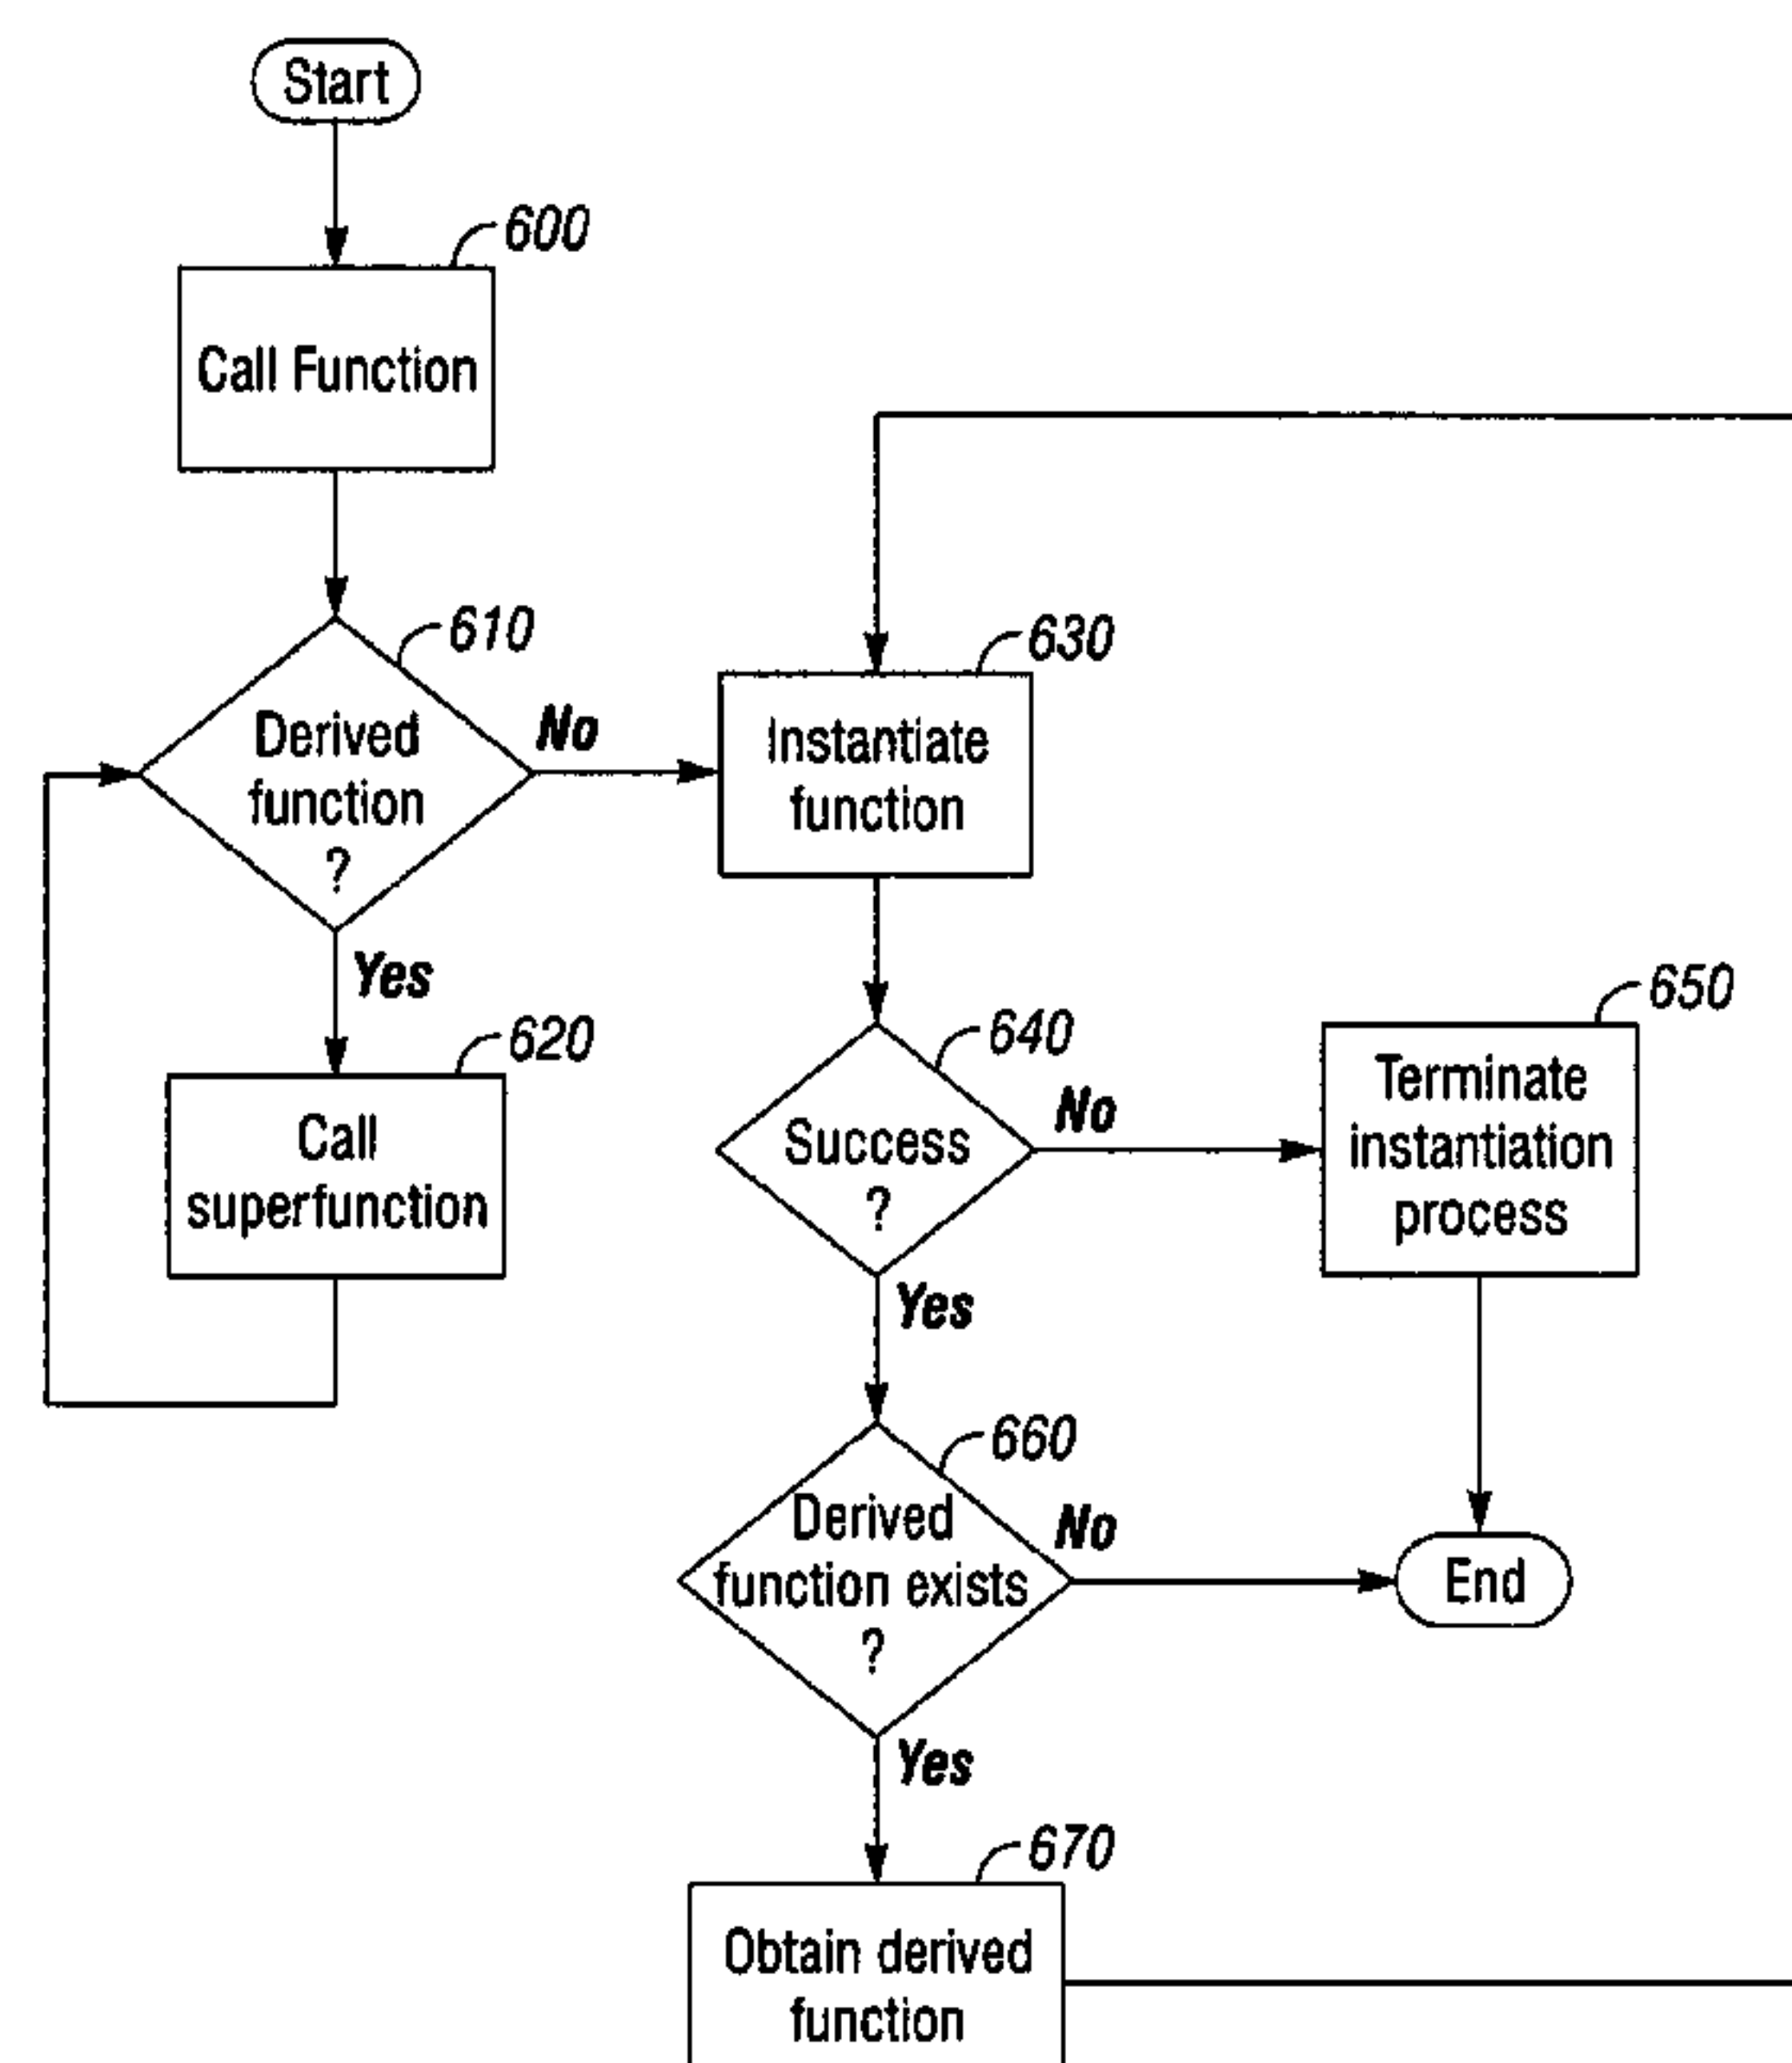 Start
600
Call Function
610
Derived
function
?
No
Yes
620
Call
superfunction
630
Instantiate
function
640
Success
?
No
Yes
650
Terminate
instantiation
process
660
Derived
function exists
?
No
Yes
End
670
Obtain derived
function